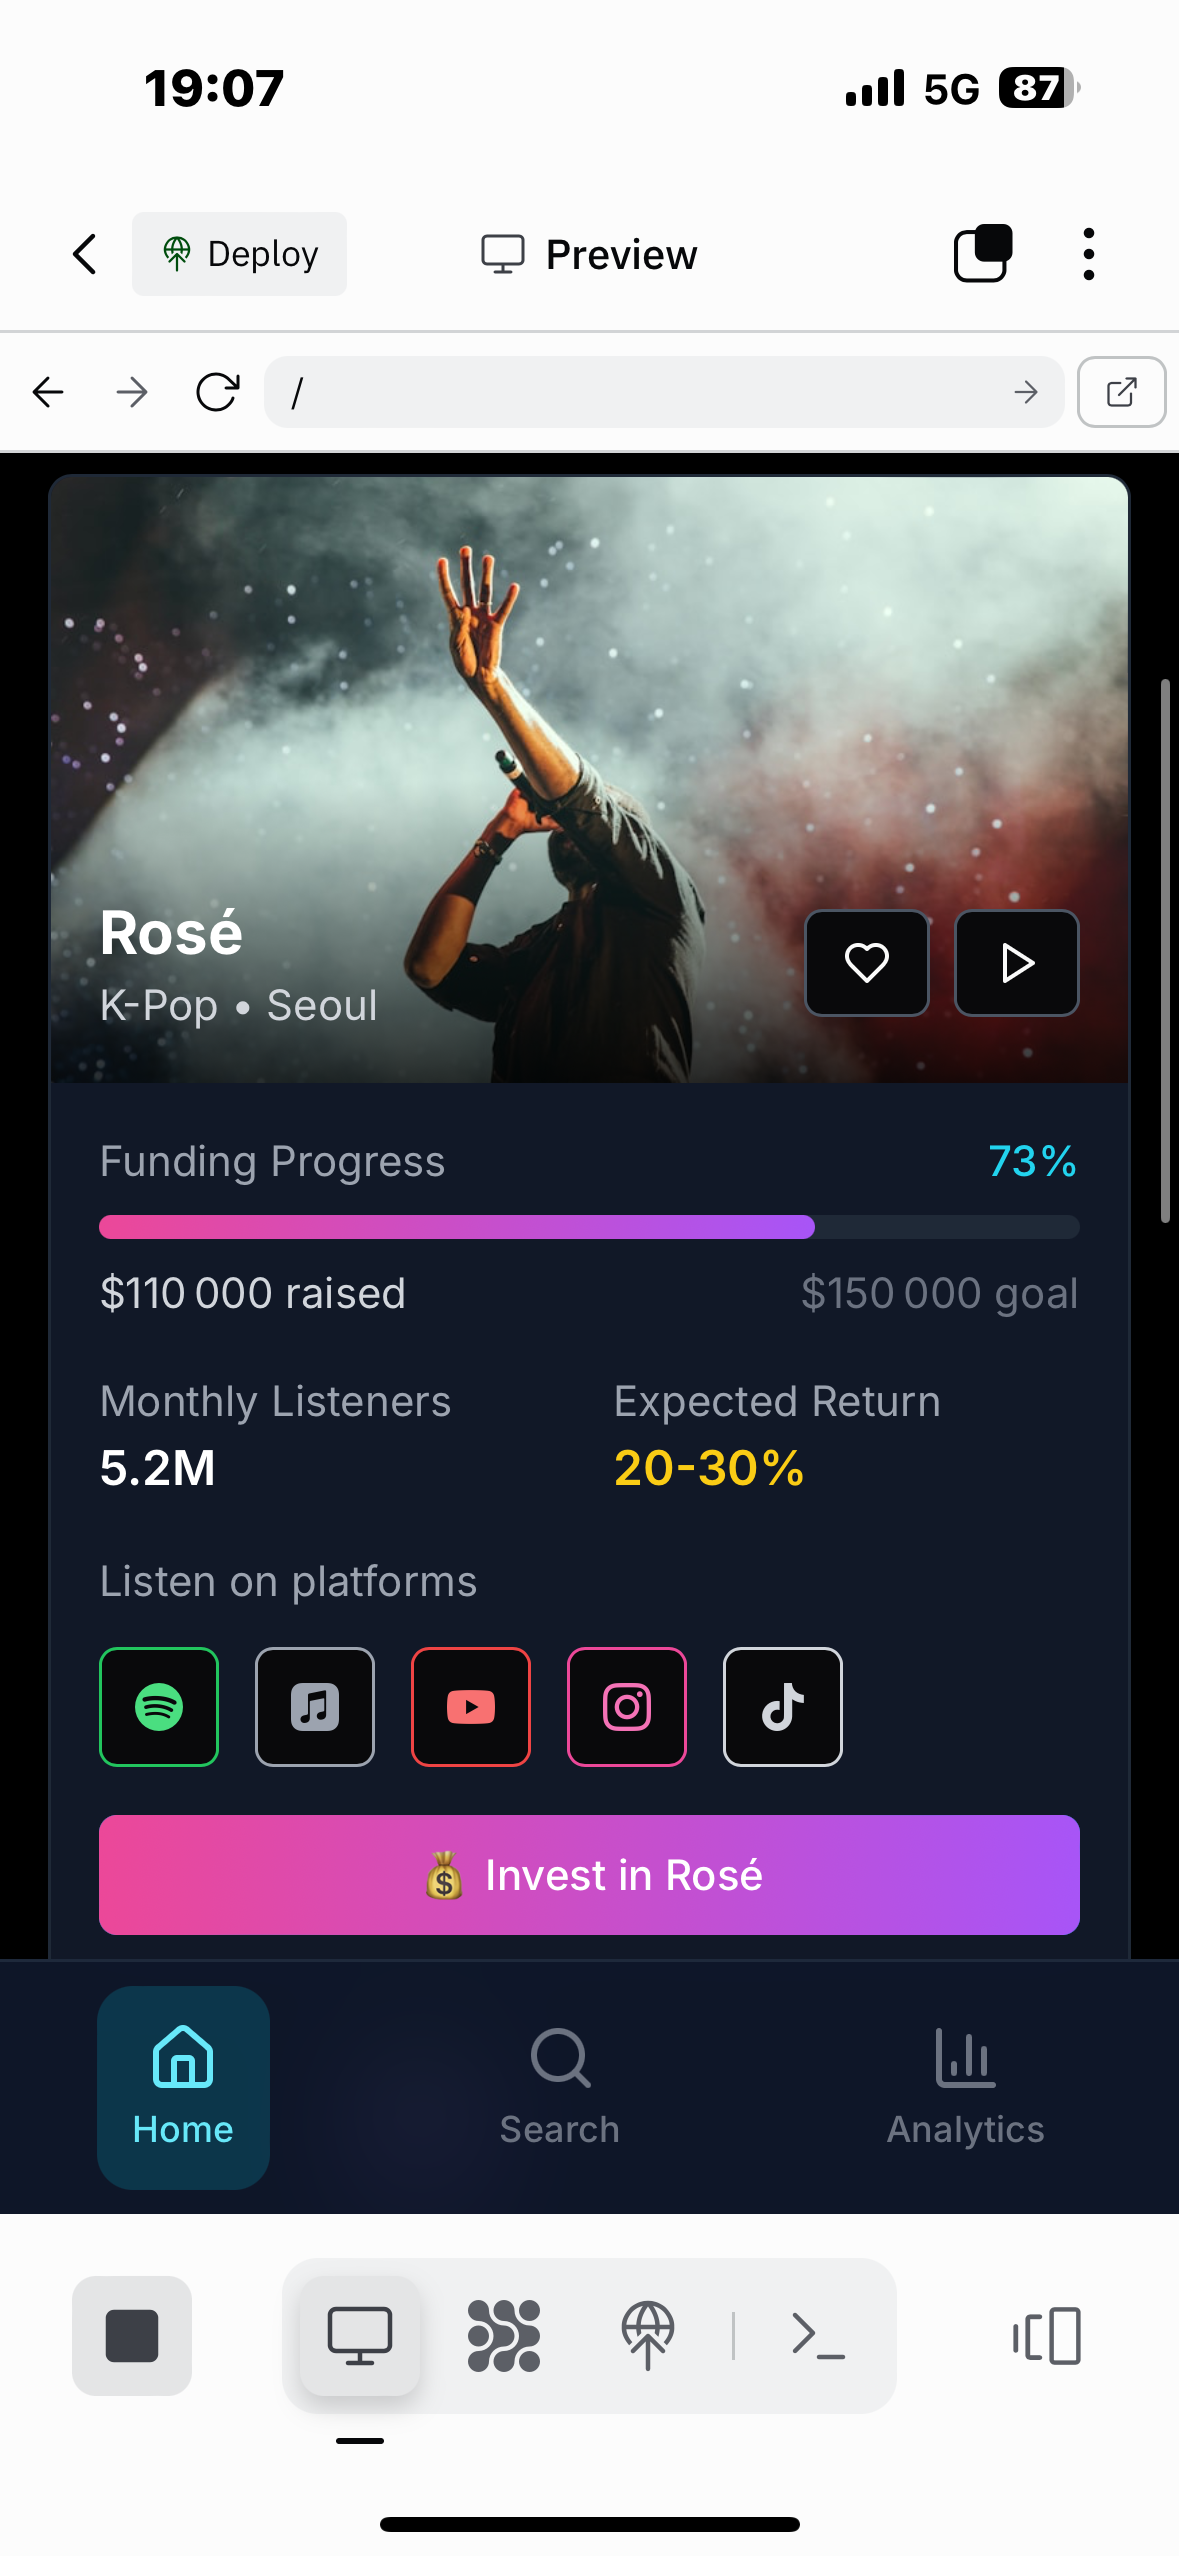 19:07
5G 87
Deploy
Preview
/
Rosé
K-Pop • Seoul
Funding Progress 73%
$110 000 raised $150 000 goal
Monthly Listeners Expected Return
5.2M 20-30%
Listen on platforms
$ Invest in Rosé
Home Search Analytics